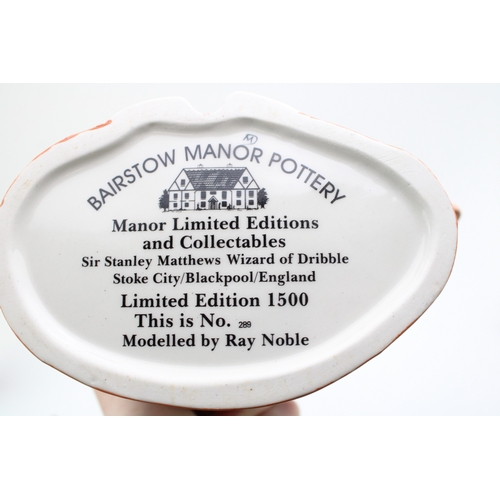 BAIRSTOW MANOR POTTERY
Manor Limited Editions
and Collectables
Sir Stanley Matthews Wizard of Dribble
Stoke City/Blackpool/England
Limited Edition 1500
This is No. 289
Modelled by Ray Noble